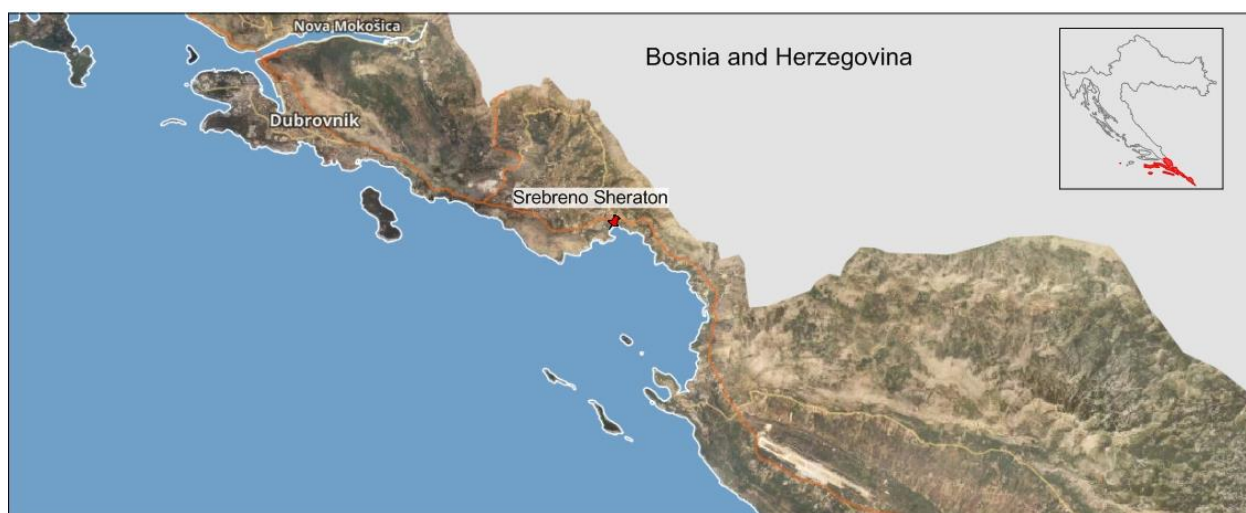 Nova Mokošica
Bosnia and Herzegovina
Dubrovnik
Srebreno Sheraton